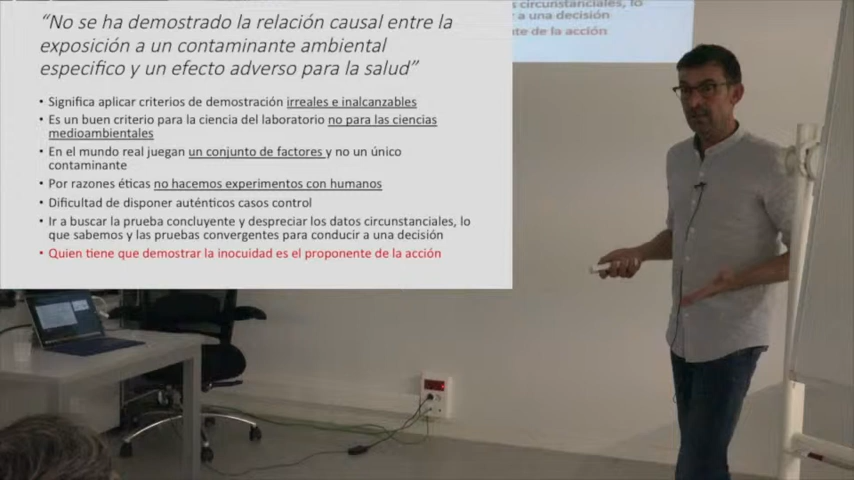 “No se ha demostrado la relación causal entre la
exposición a un contaminante ambiental
especifico y un efecto adverso para la salud”
• Significa aplicar criterios de demostración irreales e inalcanzables
• Es un buen criterio para la ciencia del laboratorio no para las ciencias
medioambientales
• En el mundo real juegan un conjunto de factores y no un único
contaminante
• Por razones éticas no hacemos experimentos con humanos
• Dificultad de disponer auténticos casos control
• Ir a buscar la prueba concluyente y despreciar los datos circunstanciales, lo
que sabemos y las pruebas convergentes para conducir a una decisión
• Quien tiene que demostrar la inocuidad es el proponente de la acción
circunstanciales, lo
a una decisión
te de la acción